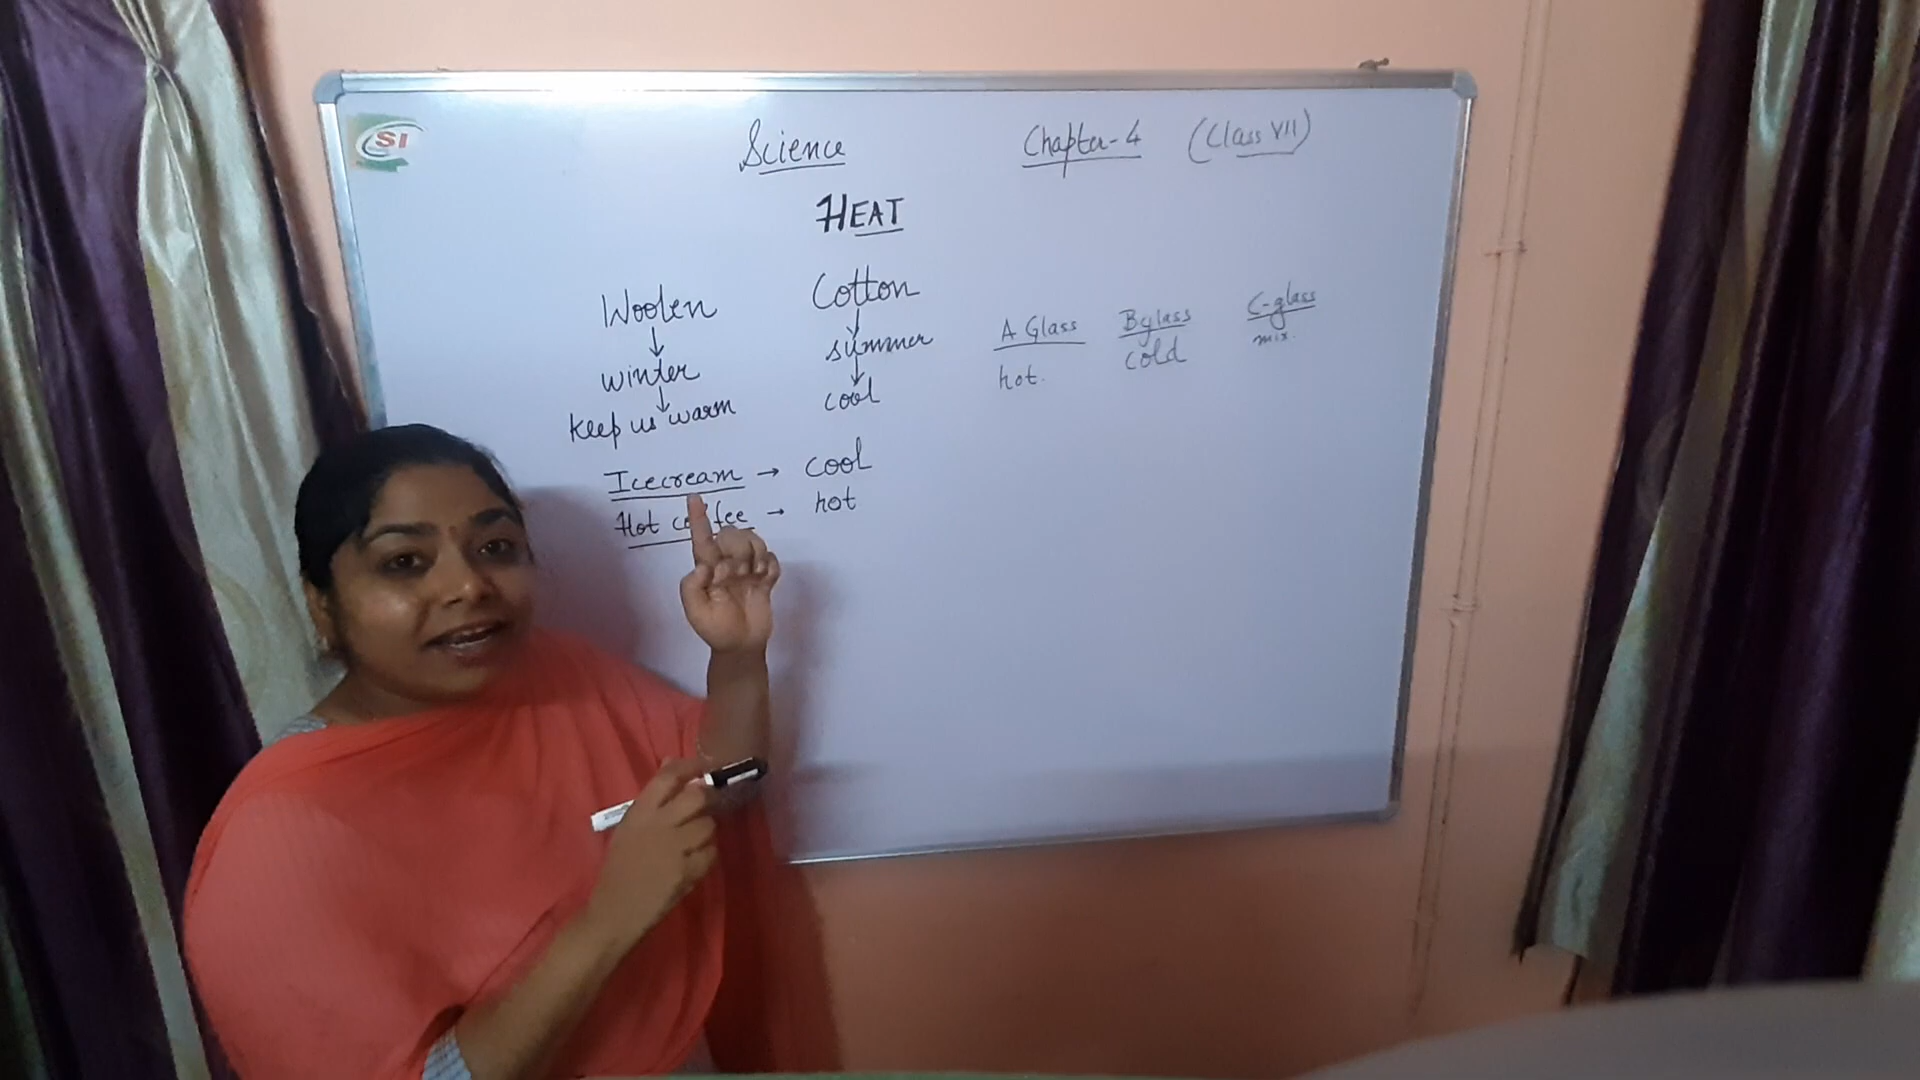 SI
Science Chapter-4 (Class VII)
HEAT
Woolen
↓
winter
↓
keep us warm
Cotton
↓
summer
↓
cool
Icecream → cool
Hot coffee → hot
A Glass
hot.
B glass
cold
C-glass
mix.